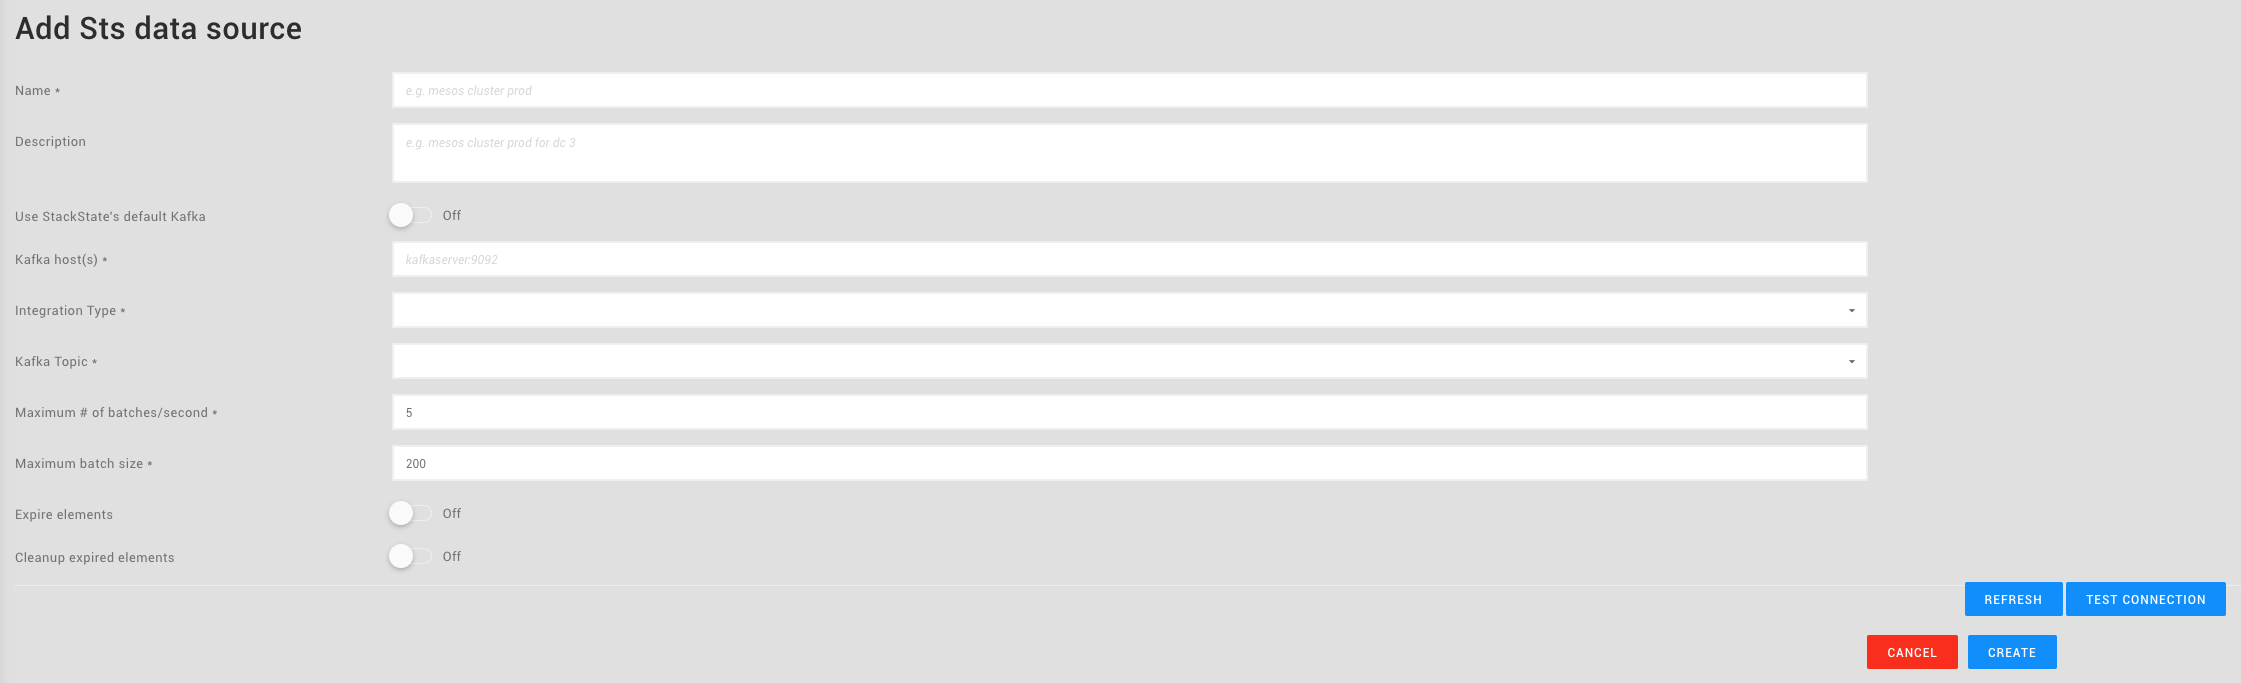 Add Sts data source
Name *
e.g. mesos cluster prod
Description
e.g. mesos cluster prod for dc 3
Use StackState's default Kafka
Off
Kafka host(s) *
kafkaserver:9092
Integration Type *
Kafka Topic *
Maximum # of batches/second *
5
Maximum batch size *
200
Expire elements
Off
Cleanup expired elements
Off
REFRESH
TEST CONNECTION
CANCEL
CREATE